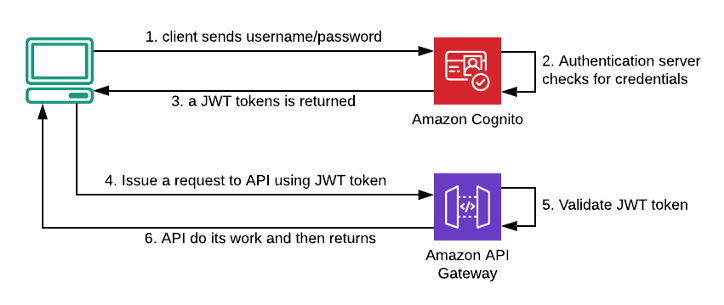 1. client sends username/password
2. Authentication server
checks for credentials
3. a JWT tokens is returned
Amazon Cognito
4. Issue a request to API using JWT token
5. Validate JWT token
6. API do its work and then returns
Amazon API
Gateway